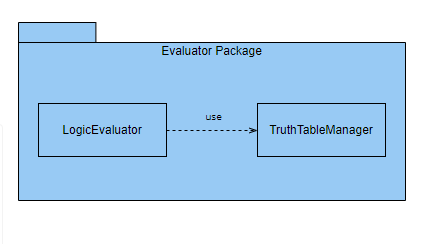 Evaluator Package
use
LogicEvaluator
TruthTableManager